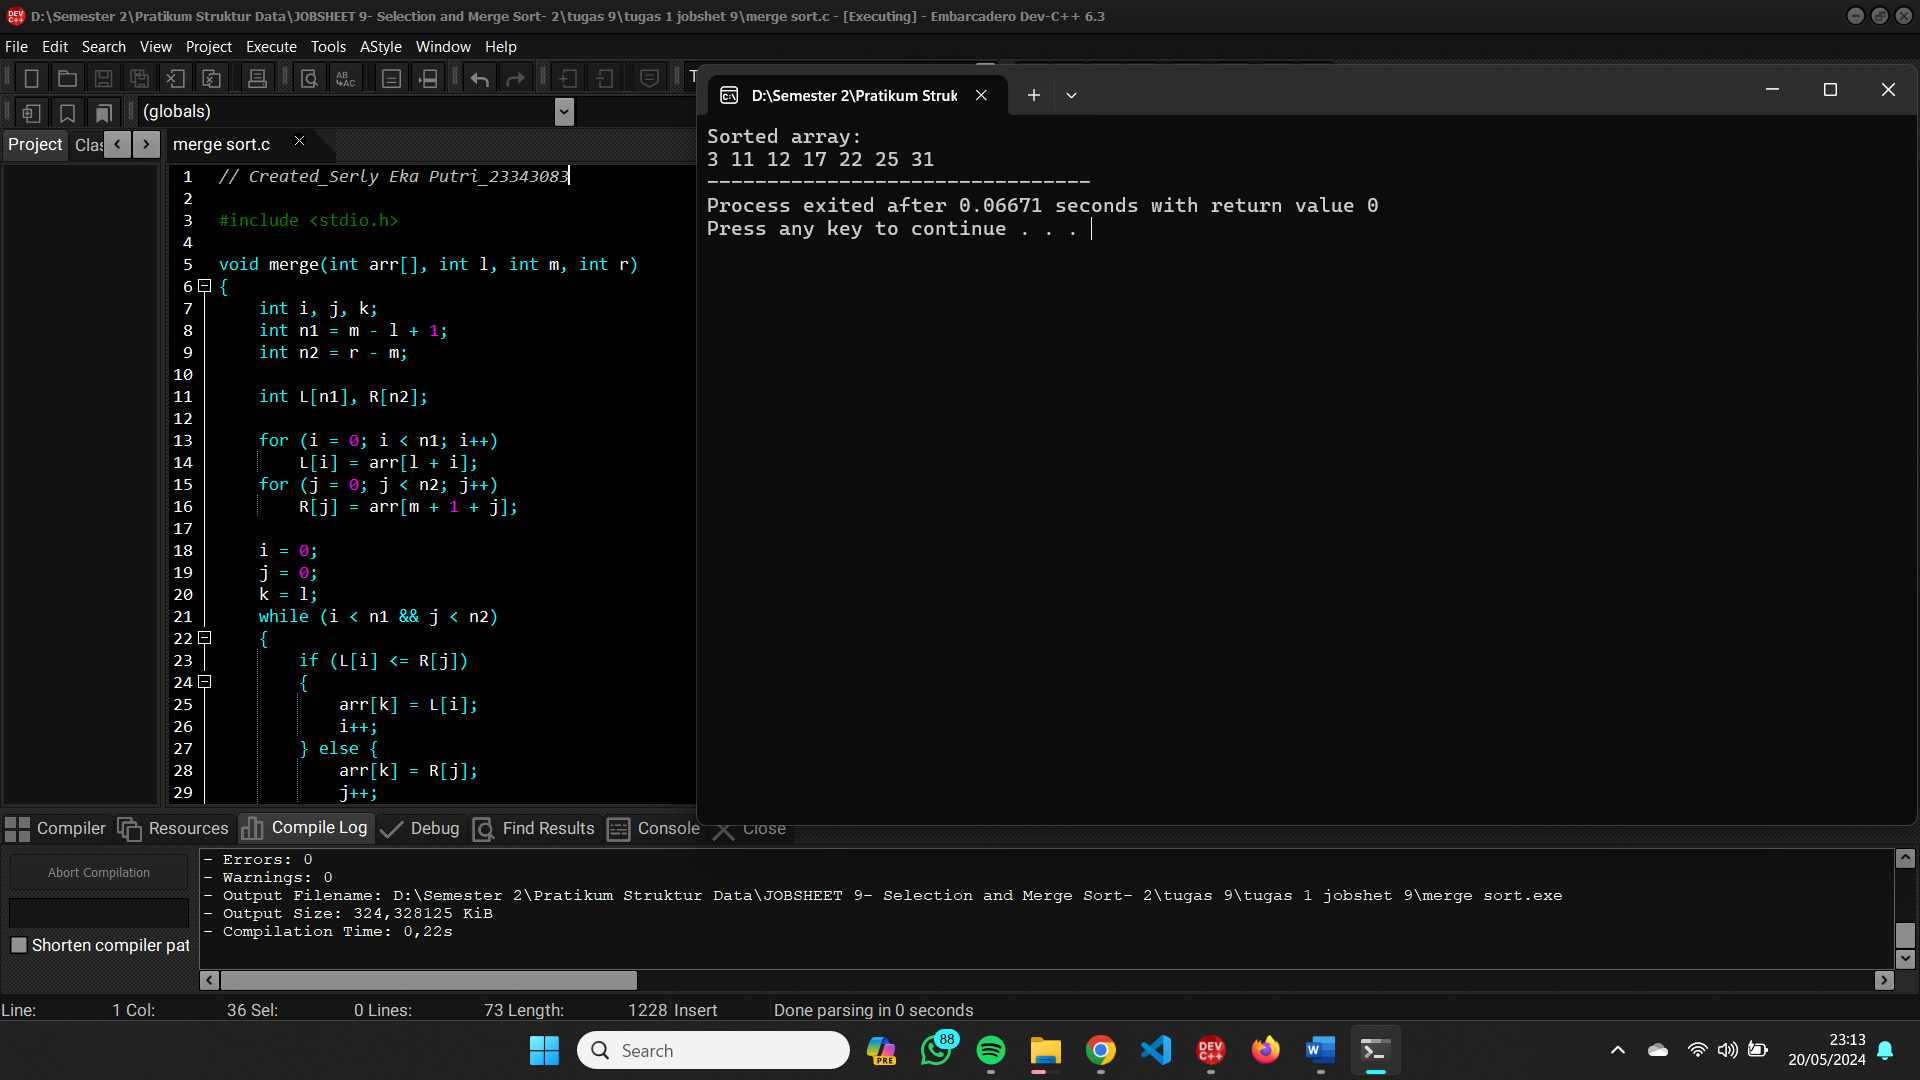 D:\Semester 2\Pratikum Struktur Data\JOBSHEET 9- Selection and Merge Sort- 2\tugas 9\tugas 1 jobshet 9\merge sort.c - [Executing] - Embarcadero Dev-C++ 6.3
File Edit Search View Project Execute Tools AStyle Window Help
(globals)
Project Clas
merge sort.c
1 // Created_Serly Eka Putri_23343083
2
3 #include <stdio.h>
4
5 void merge(int arr[], int l, int m, int r)
6 {
7 int i, j, k;
8 int n1 = m - l + 1;
9 int n2 = r - m;
10
11 int L[n1], R[n2];
12
13 for (i = 0; i < n1; i++)
14 L[i] = arr[l + i];
15 for (j = 0; j < n2; j++)
16 R[j] = arr[m + 1 + j];
17
18 i = 0;
19 j = 0;
20 k = l;
21 while (i < n1 && j < n2)
22 {
23 if (L[i] <= R[j])
24 {
25 arr[k] = L[i];
26 i++;
27 } else {
28 arr[k] = R[j];
29 j++;
D:\Semester 2\Pratikum Struk
Sorted array:
3 11 12 17 22 25 31
--------------------------------
Process exited after 0.06671 seconds with return value 0
Press any key to continue . . .
Compiler Resources Compile Log Debug Find Results Console Close
Abort Compilation
Shorten compiler pat
- Errors: 0
- Warnings: 0
- Output Filename: D:\Semester 2\Pratikum Struktur Data\JOBSHEET 9- Selection and Merge Sort- 2\tugas 9\tugas 1 jobshet 9\merge sort.exe
- Output Size: 324,328125 KiB
- Compilation Time: 0,22s
Line: 1 Col: 36 Sel: 0 Lines: 73 Length: 1228 Insert Done parsing in 0 seconds
Search
PRE
88
DEV C++
23:13
20/05/2024